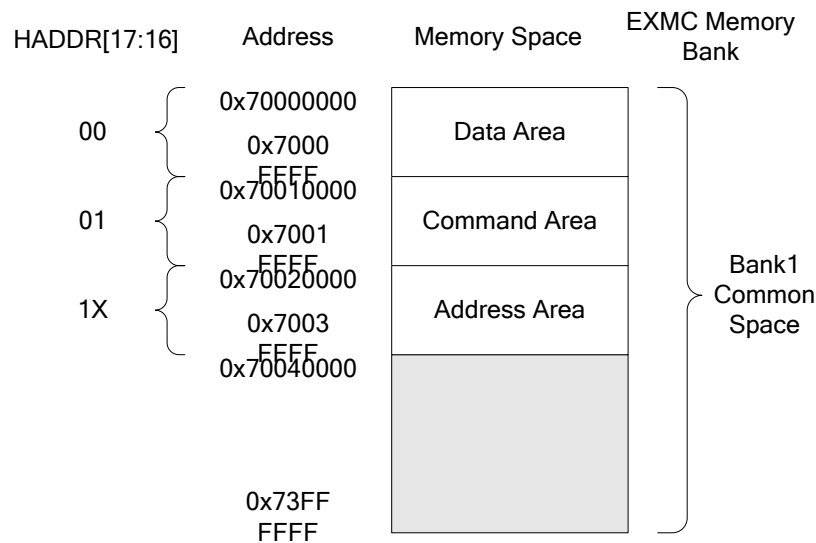 HADDR[17:16] Address Memory Space EXMC Memory
Bank
0x70000000
00 Data Area
0x7000
FFFF
0x70010000
01 Command Area
0x7001
FFFF
0x70020000
1X Address Area
0x7003
FFFF
0x70040000
Bank1
Common
Space
0x73FF
FFFF